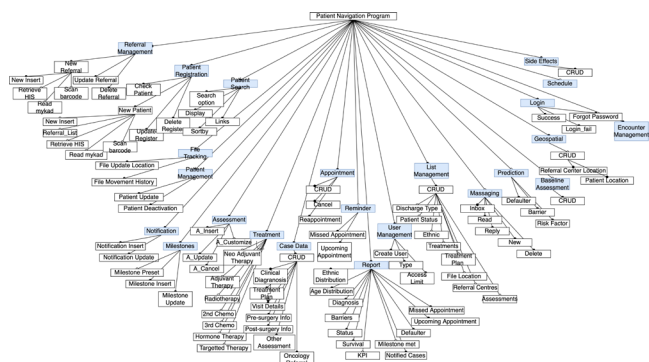 Patient Navigation Program
Referral
Management
New
Referral
New Insert
Update Referral
Retrieve
HIS
Scan
barcode
Delete
Referral
Read
mykad
Patient
Registration
Check
Patient
New Patient
New Insert
Referral_List
Retrieve HIS
Read mykad
Scan
barcode
Update
Register
Delete
Register
Patient
Search
Search
option
Display
Links
Sortby
File
Tracking
File Update Location
File Movement History
Patient
Management
Patient Update
Patient Deactivation
Notification
Notification Insert
Notification Update
Milestones
Milestone Preset
Milestone Insert
Milestone
Update
Assessment
A_Insert
A_Customize
A_Update
A_Cancel
Treatment
Neo Adjuvant
Therapy
Adjuvant
Therapy
Radiotherapy
2nd Chemo
3rd Chemo
Hormone Therapy
Targetted Therapy
Case Data
CRUD
Clinical
Diagranosis
Treatment
Plan
Visit Details
Pre-surgery Info
Post-surgery Info
Other
Assessment
Oncology
Appointment
CRUD
Cancel
Reappointment
Reminder
Missed Appointment
Upcoming
Appointment
Report
Ethnic
Distribution
Age Distribution
Diagnosis
Barriers
Status
Survival
KPI
Notified Cases
Milestone met
Defaulter
Upcoming Appointment
Missed Appointment
User
Management
Create User
Type
Access
Limit
List
Management
CRUD
Discharge Type
Patient Status
Ethnic
Treatments
Treatment
Plan
File Location
Referral Centres
Assessments
Massaging
Inbox
Read
Reply
New
Delete
Prediction
Defaulter
Barrier
Risk Factor
Baseline
Assessment
CRUD
Geospatial
CRUD
Referral Center Location
Patient Location
Login
Success
Login_fail
Forgot Password
Encounter
Management
Schedule
Side Effects
CRUD